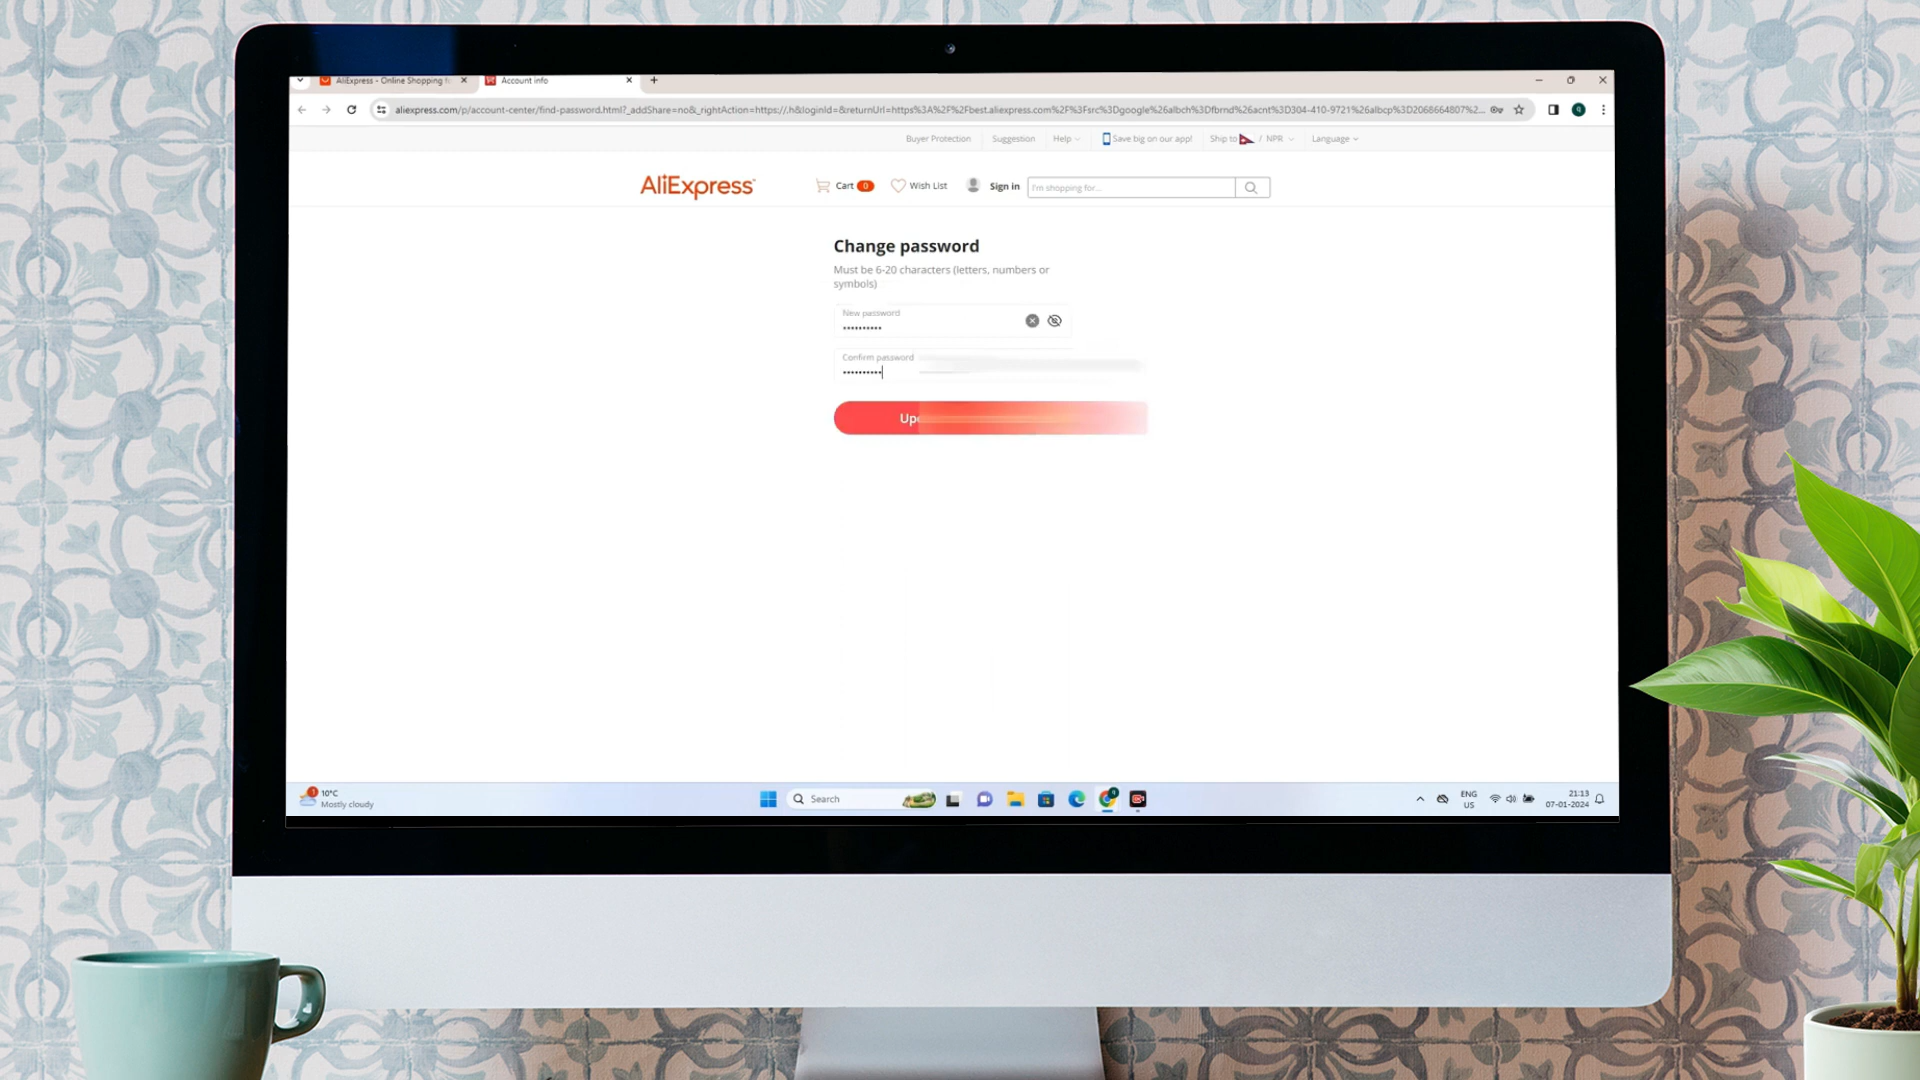 AliExpress - Online Shopping f
Account info
aliexpress.com/p/account-center/find-password.html?_addShare=no&_rightAction=https://.h&loginId=&returnUrl=https%3A%2F%2Fbest.aliexpress.com%2F%3Fsrc%3Dgoogle%26albch%3Dfbrnd%26acnt%3D304-410-9721%26albcp%3D2068664807%2...
Buyer Protection Suggestion Help Save big on our app! Ship to / NPR Language
AliExpress Cart 0 Wish List Sign in I'm shopping for...
Change password
Must be 6-20 characters (letters, numbers or
symbols)
New password
••••••••••
Confirm password
••••••••••
1
10°C
Mostly cloudy
Search
ENG
US
21:13
07-01-2024